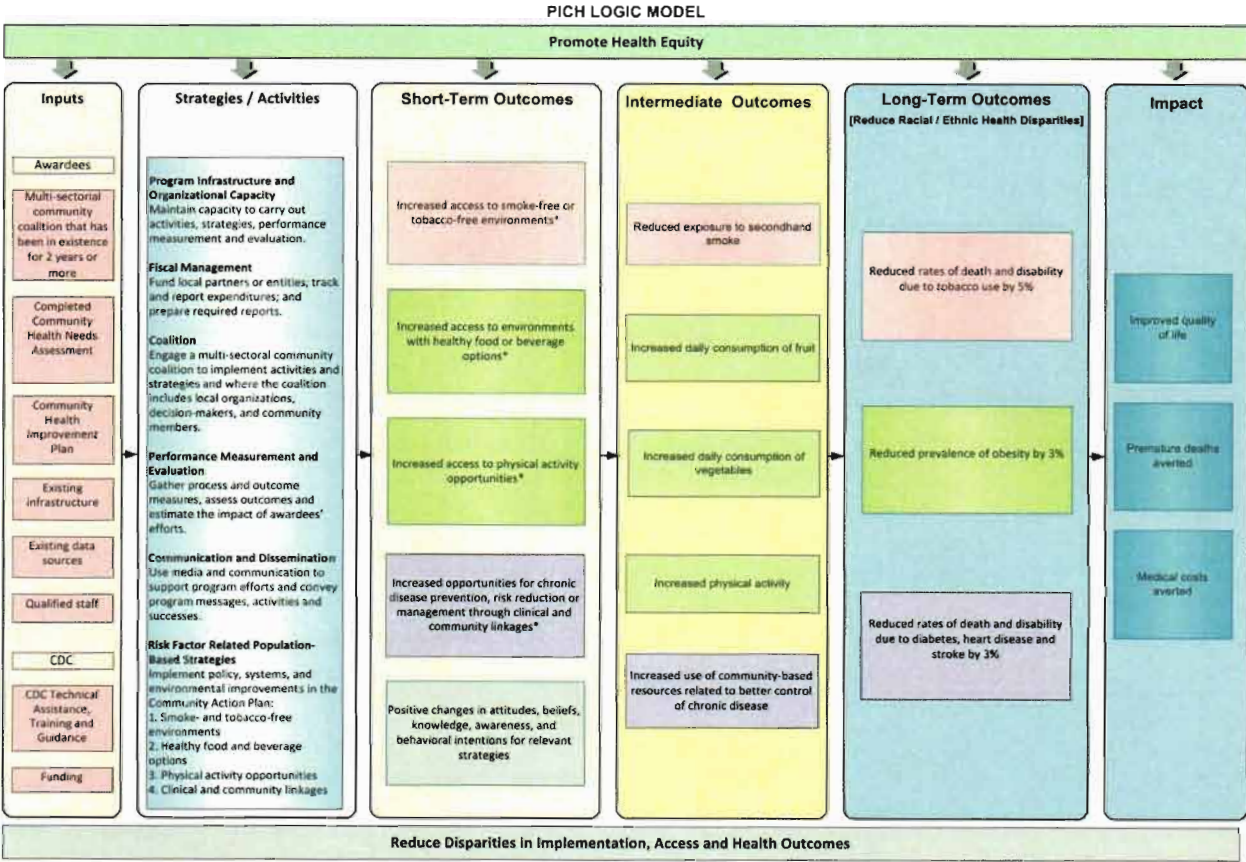 PICH LOGIC MODEL
Promote Health Equity
Inputs
Awardees
Multi-sectorial
community
coalition that has
been in existence
for 2 years or
more
Completed
Community
Health Needs
Assessment
Community
Health
Improvement
Plan
Existing
infrastructure
Existing data
sources
Qualified staff
CDC
CDC Technical
Assistance,
Training and
Guidance
Funding
Strategies / Activities
Program Infrastructure and
Organizational Capacity
Maintain capacity to carry out
activities, strategies, performance
measurement and evaluation.
Fiscal Management
Fund local partners or entities; track
and report expenditures; and
prepare required reports.
Coalition
Engage a multi-sectoral community
coalition to implement activities and
strategies and where the coalition
includes local organizations,
decision-makers, and community
members.
Performance Measurement and
Evaluation
Gather process and outcome
measures, assess outcomes and
estimate the impact of awardees'
efforts.
Communication and Dissemination
Use media and communication to
support program efforts and convey
program messages, activities and
successes.
Risk Factor Related Population-
Based Strategies
Implement policy, systems, and
environmental improvements in the
Community Action Plan:
1. Smoke- and tobacco-free
environments
2. Healthy food and beverage
options
3. Physical activity opportunities
4. Clinical and community linkages
Short-Term Outcomes
Increased access to smoke-free or
tobacco-free environments*
Increased access to environments
with healthy food or beverage
options*
Increased access to physical activity
opportunities*
Increased opportunities for chronic
disease prevention, risk reduction or
management through clinical and
community linkages*
Positive changes in attitudes, beliefs,
knowledge, awareness, and
behavioral intentions for relevant
strategies
Intermediate Outcomes
Reduced exposure to secondhand
smoke
Increased daily consumption of fruit
Increased daily consumption of
vegetables
Increased physical activity
Increased use of community-based
resources related to better control
of chronic disease
Long-Term Outcomes
[Reduce Racial / Ethnic Health Disparities]
Reduced rates of death and disability
due to tobacco use by 5%
Reduced prevalence of obesity by 3%
Reduced rates of death and disability
due to diabetes, heart disease and
stroke by 3%
Impact
Improved quality
of life
Premature deaths
averted
Medical costs
averted
Reduce Disparities in Implementation, Access and Health Outcomes